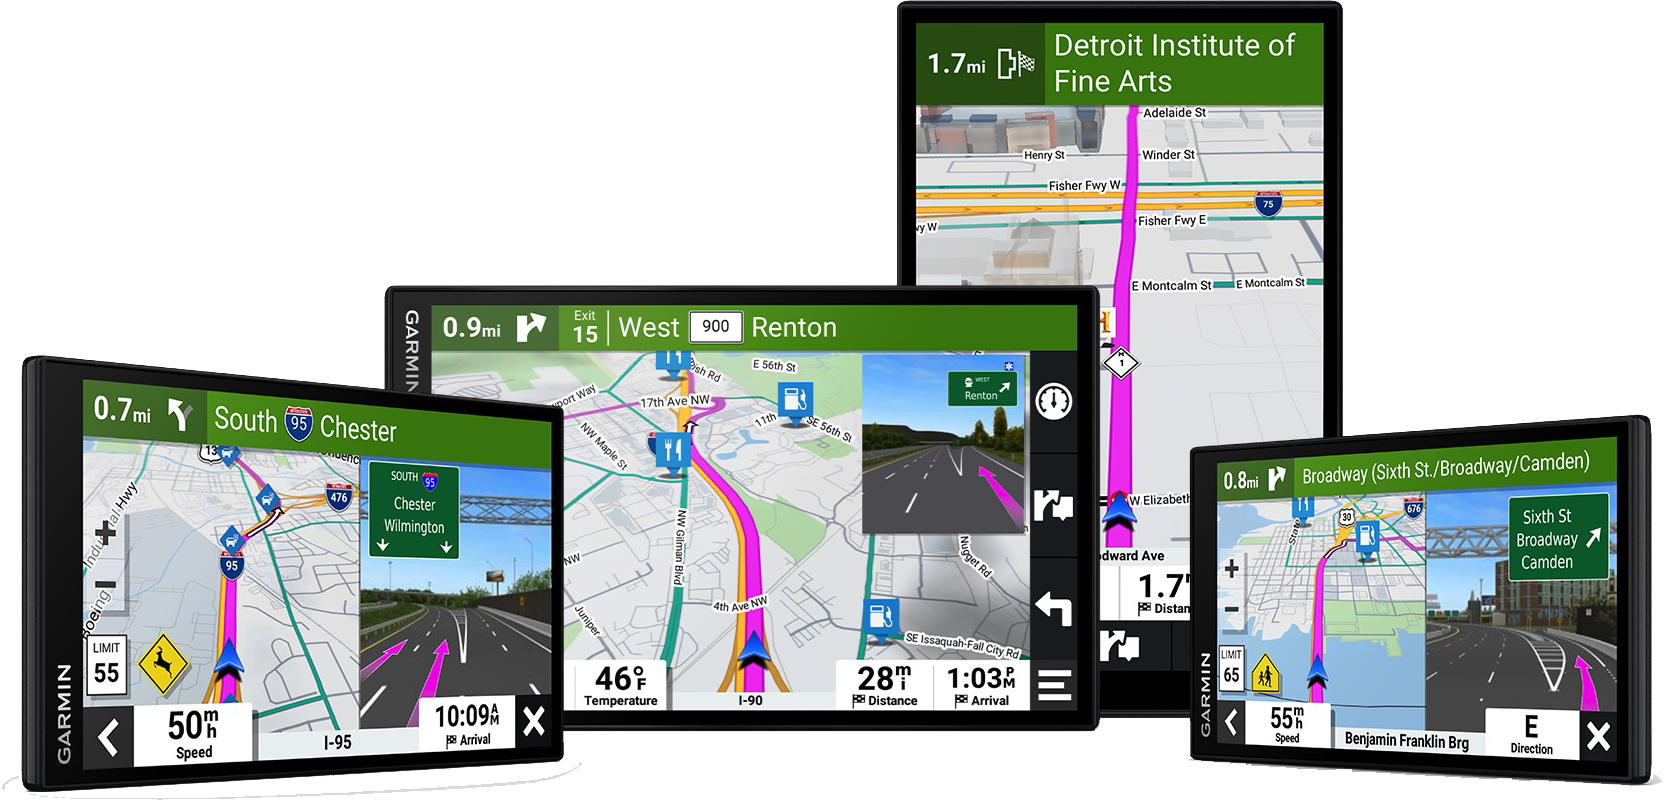 GARMIN
0.7mi
South 95 Chester
13
476
95
SOUTH 95
Chester
Wilmington
LIMIT
55
50mh
Speed
I-95
10:09AM
Arrival
GARMIN
0.9mi
Exit
15
West 900 Renton
E 56th St
17th Ave NW
11th
SE 56th St
NW Maple St
NW Gilman Blvd
NW
4th Ave NW
Juniper
Nugget Rd
SE Issaquah-Fall City Rd
WEST
Renton
46°F
Temperature
I-90
28mi
Distance
1:03PM
Arrival
1.7mi
Detroit Institute of
Fine Arts
Adelaide St
Henry St
Winder St
Fisher Fwy W
75
Fisher Fwy E
E Montcalm St
E Montcalm St
M
1
W Elizabeth
dward Ave
1.7
Distan
GARMIN
0.8mi
Broadway (Sixth St./Broadway/Camden)
State
30
676
Sixth St
Broadway
Camden
LIMIT
65
55mh
Speed
Benjamin Franklin Brg
E
Direction